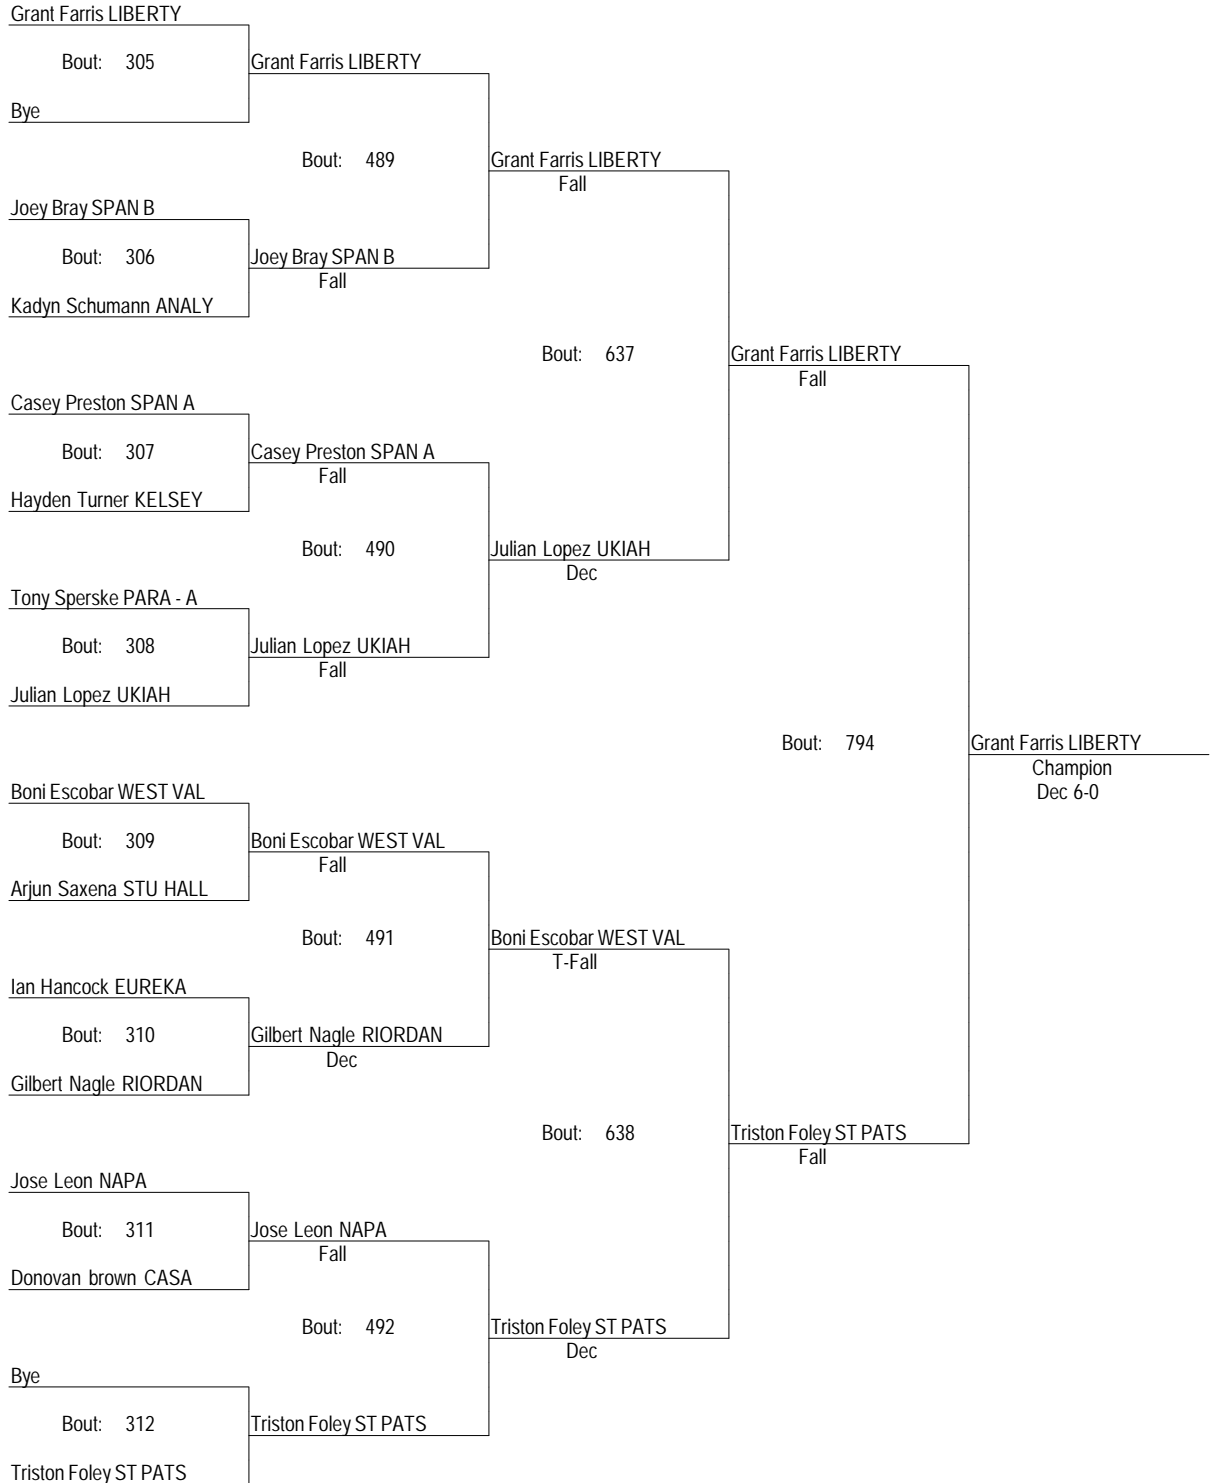 Grant Farris LIBERTY
Bout: 305
Grant Farris LIBERTY
Bye
Bout: 489
Grant Farris LIBERTY
Fall
Joey Bray SPAN B
Bout: 306
Joey Bray SPAN B
Fall
Kadyn Schumann ANALY
Bout: 637
Grant Farris LIBERTY
Fall
Casey Preston SPAN A
Bout: 307
Casey Preston SPAN A
Fall
Hayden Turner KELSEY
Bout: 490
Julian Lopez UKIAH
Dec
Tony Sperske PARA - A
Bout: 308
Julian Lopez UKIAH
Fall
Julian Lopez UKIAH
Bout: 794
Grant Farris LIBERTY
Champion
Dec 6-0
Boni Escobar WEST VAL
Bout: 309
Boni Escobar WEST VAL
Fall
Arjun Saxena STU HALL
Bout: 491
Boni Escobar WEST VAL
T-Fall
Ian Hancock EUREKA
Bout: 310
Gilbert Nagle RIORDAN
Dec
Gilbert Nagle RIORDAN
Bout: 638
Triston Foley ST PATS
Fall
Jose Leon NAPA
Bout: 311
Jose Leon NAPA
Fall
Donovan brown CASA
Bout: 492
Triston Foley ST PATS
Dec
Bye
Bout: 312
Triston Foley ST PATS
Triston Foley ST PATS